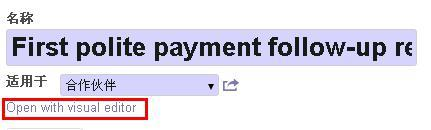 名称
First polite payment follow-up re
适用于 合作伙伴
Open with visual editor